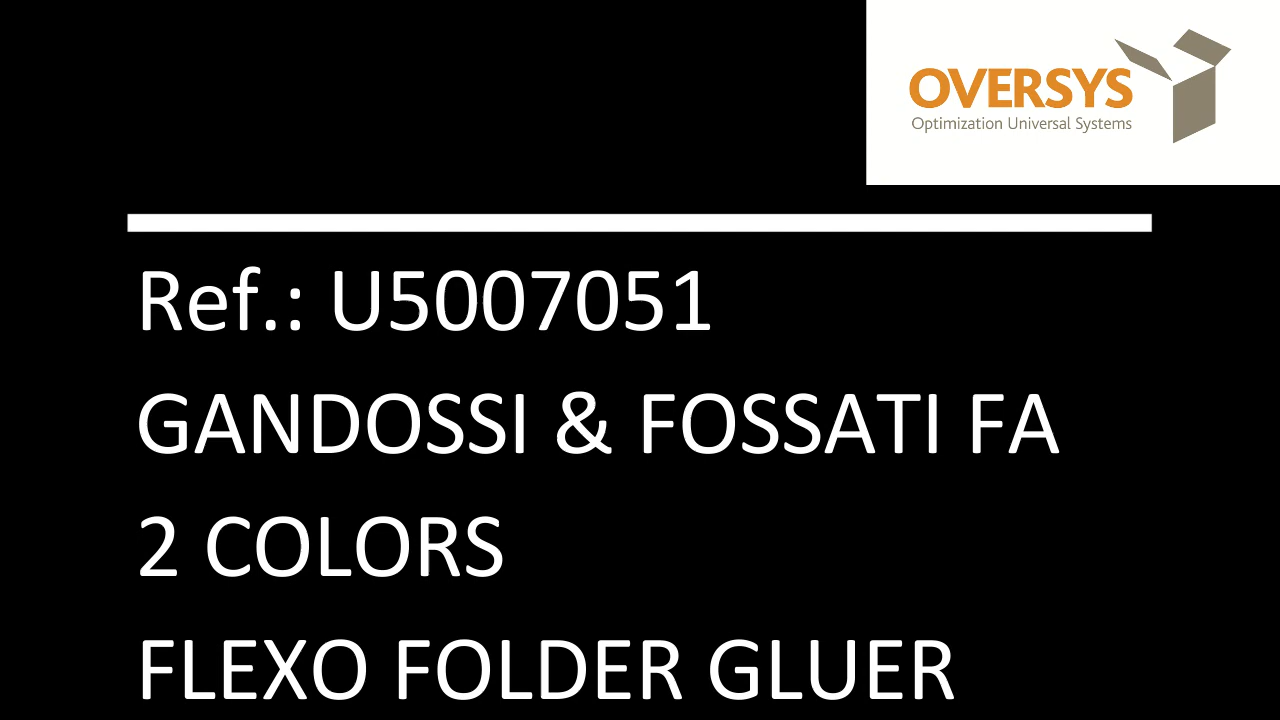 OVERSYS
Optimization Universal Systems
Ref.: U5007051
GANDOSSI & FOSSATI FA
2 COLORS
FLEXO FOLDER GLUER